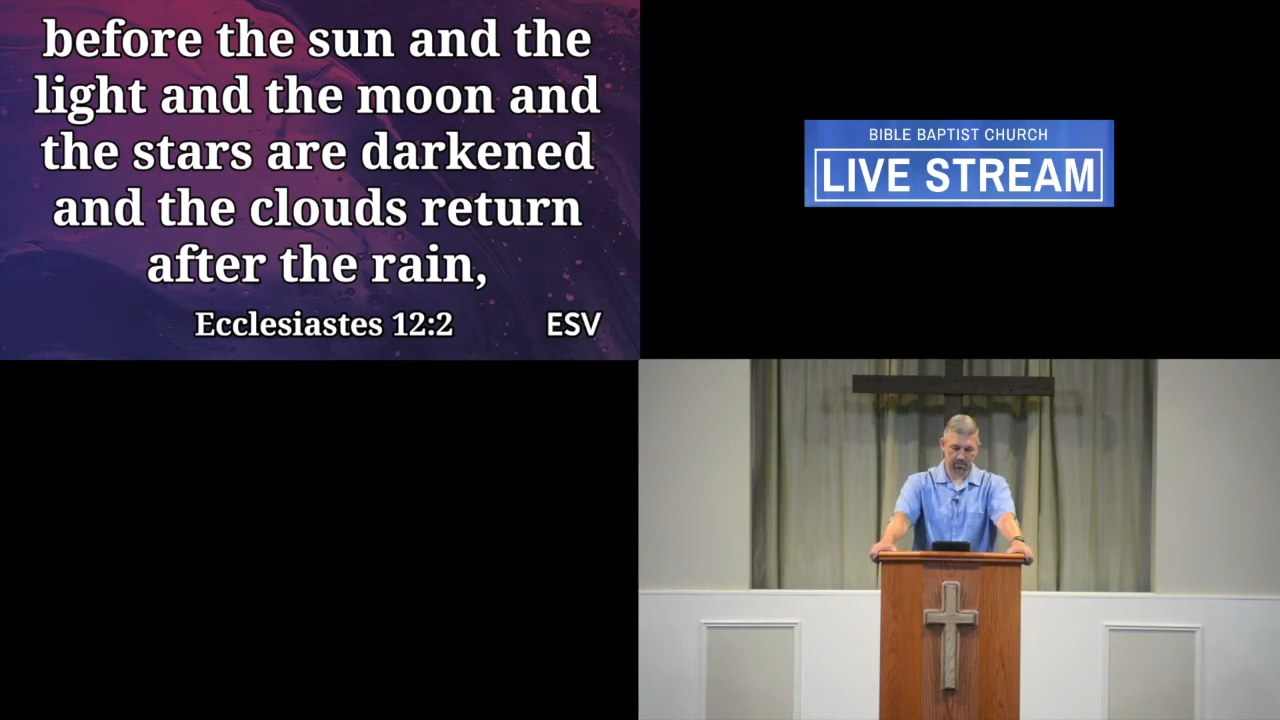 before the sun and the
light and the moon and
the stars are darkened
and the clouds return
after the rain,
Ecclesiastes 12:2 ESV
BIBLE BAPTIST CHURCH
LIVE STREAM